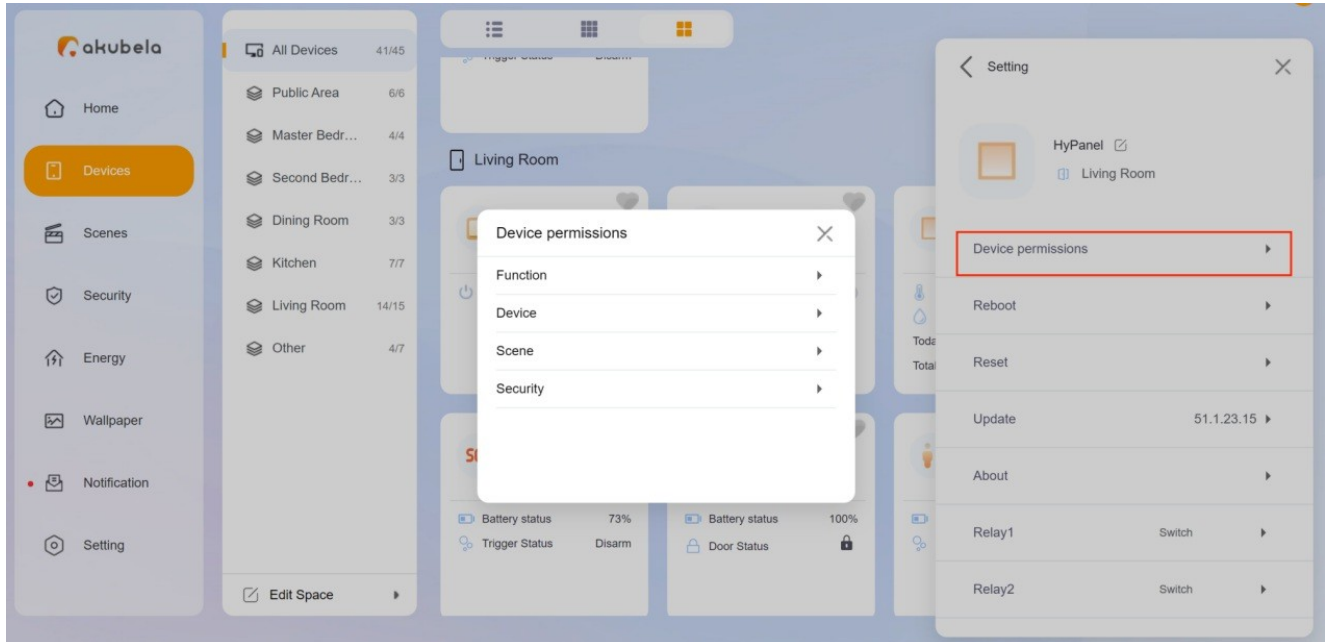 akubela
Home
Devices
Scenes
Security
Energy
Wallpaper
Notification
Setting
All Devices 41/45
Public Area 6/6
Master Bedr... 4/4
Second Bedr... 3/3
Dining Room 3/3
Kitchen 7/7
Living Room 14/15
Other 4/7
Edit Space
Trigger Status Disarm
Living Room
Device permissions
Function
Device
Scene
Security
Toda
Total
Battery status 73%
Trigger Status Disarm
Battery status 100%
Door Status
Setting
HyPanel
Living Room
Device permissions
Reboot
Reset
Update 51.1.23.15
About
Relay1 Switch
Relay2 Switch